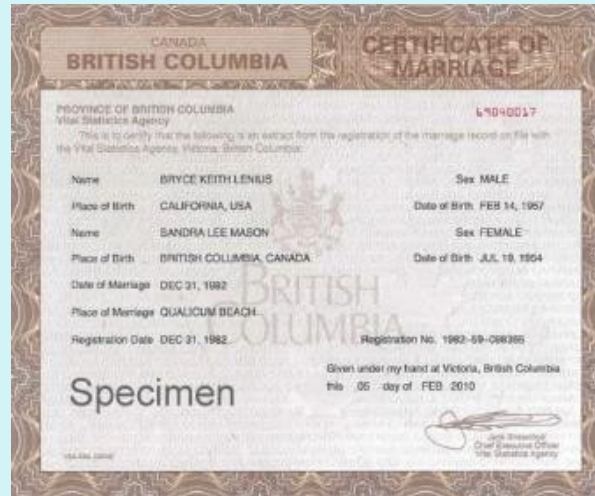 CANADA
BRITISH COLUMBIA
CERTIFICATE OF
MARRIAGE
PROVINCE OF BRITISH COLUMBIA
Vital Statistics Agency
69040017
This is to certify that the following is an extract from the registration of the marriage record on file with
the Vital Statistics Agency, Victoria, British Columbia.
Name BRYCE KEITH LENIUS Sex MALE
Place of Birth CALIFORNIA, USA Date of Birth FEB 14, 1957
Name SANDRA LEE MASON Sex FEMALE
Place of Birth BRITISH COLUMBIA, CANADA Date of Birth JUL 19, 1954
Date of Marriage DEC 31, 1982
BRITISH
Place of Marriage QUALICUM BEACH
COLUMBIA
Registration Date DEC 31, 1982 Registration No. 1982-59-
Given under my hand at Victoria, British Columbia
this 05 day of FEB 2010
Specimen
Jack
Chief Executive Officer
Vital Statistics Agency